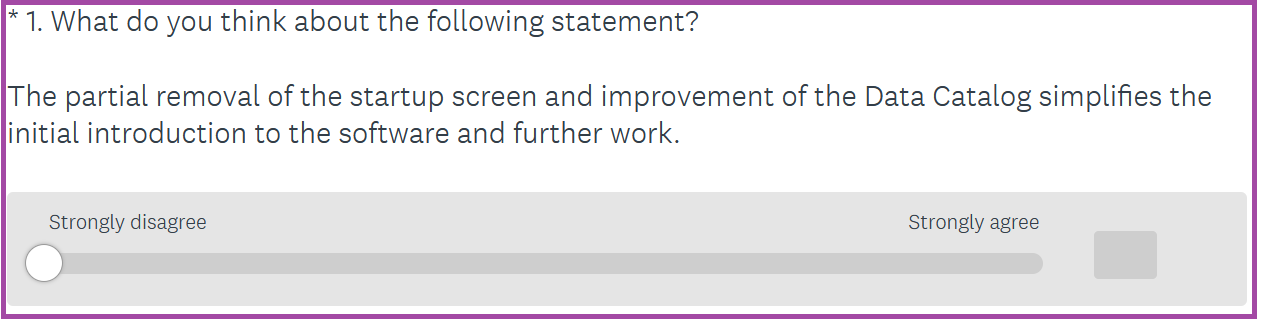 * 1. What do you think about the following statement?
The partial removal of the startup screen and improvement of the Data Catalog simplifies the
initial introduction to the software and further work.
Strongly disagree
Strongly agree